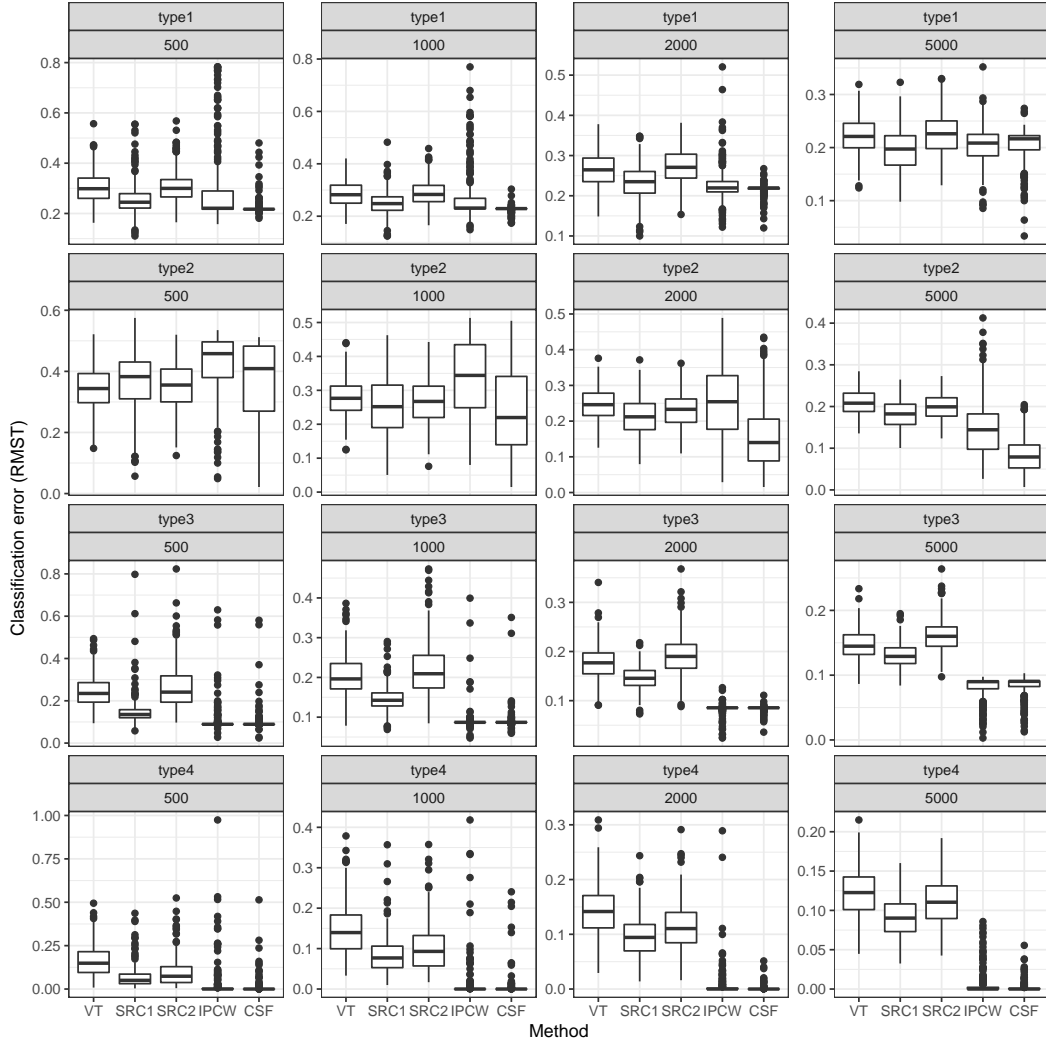 type1 type1 type1 type1
500 1000 2000 5000
0.8 0.8 0.5 0.3
0.6 0.6 0.4 0.2
0.4 0.4 0.3 0.1
0.2 0.2 0.2
0.1
type2 type2 type2 type2
500 1000 2000 5000
0.6 0.5 0.5 0.4
0.4 0.4 0.4 0.3
0.2 0.3 0.3 0.2
0.0 0.2 0.2 0.1
0.1 0.1 0.0
0.0 0.0
type3 type3 type3 type3
500 1000 2000 5000
0.8 0.4 0.3 0.2
0.6 0.3 0.2 0.1
0.4 0.2 0.1 0.0
0.2 0.1
0.0
type4 type4 type4 type4
500 1000 2000 5000
1.00 0.4 0.3 0.20
0.75 0.3 0.2 0.15
0.50 0.2 0.1 0.10
0.25 0.1 0.0 0.05
0.00 0.0 0.00
VT SRC1 SRC2 IPCW CSF VT SRC1 SRC2 IPCW CSF VT SRC1 SRC2 IPCW CSF VT SRC1 SRC2 IPCW CSF
Method
Classification error (RMST)